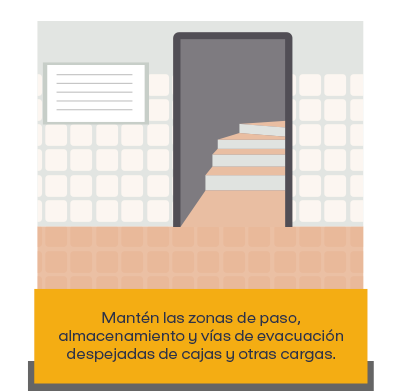 Mantén las zonas de paso,
almacenamiento y vías de evacuación
despejadas de cajas y otras cargas.